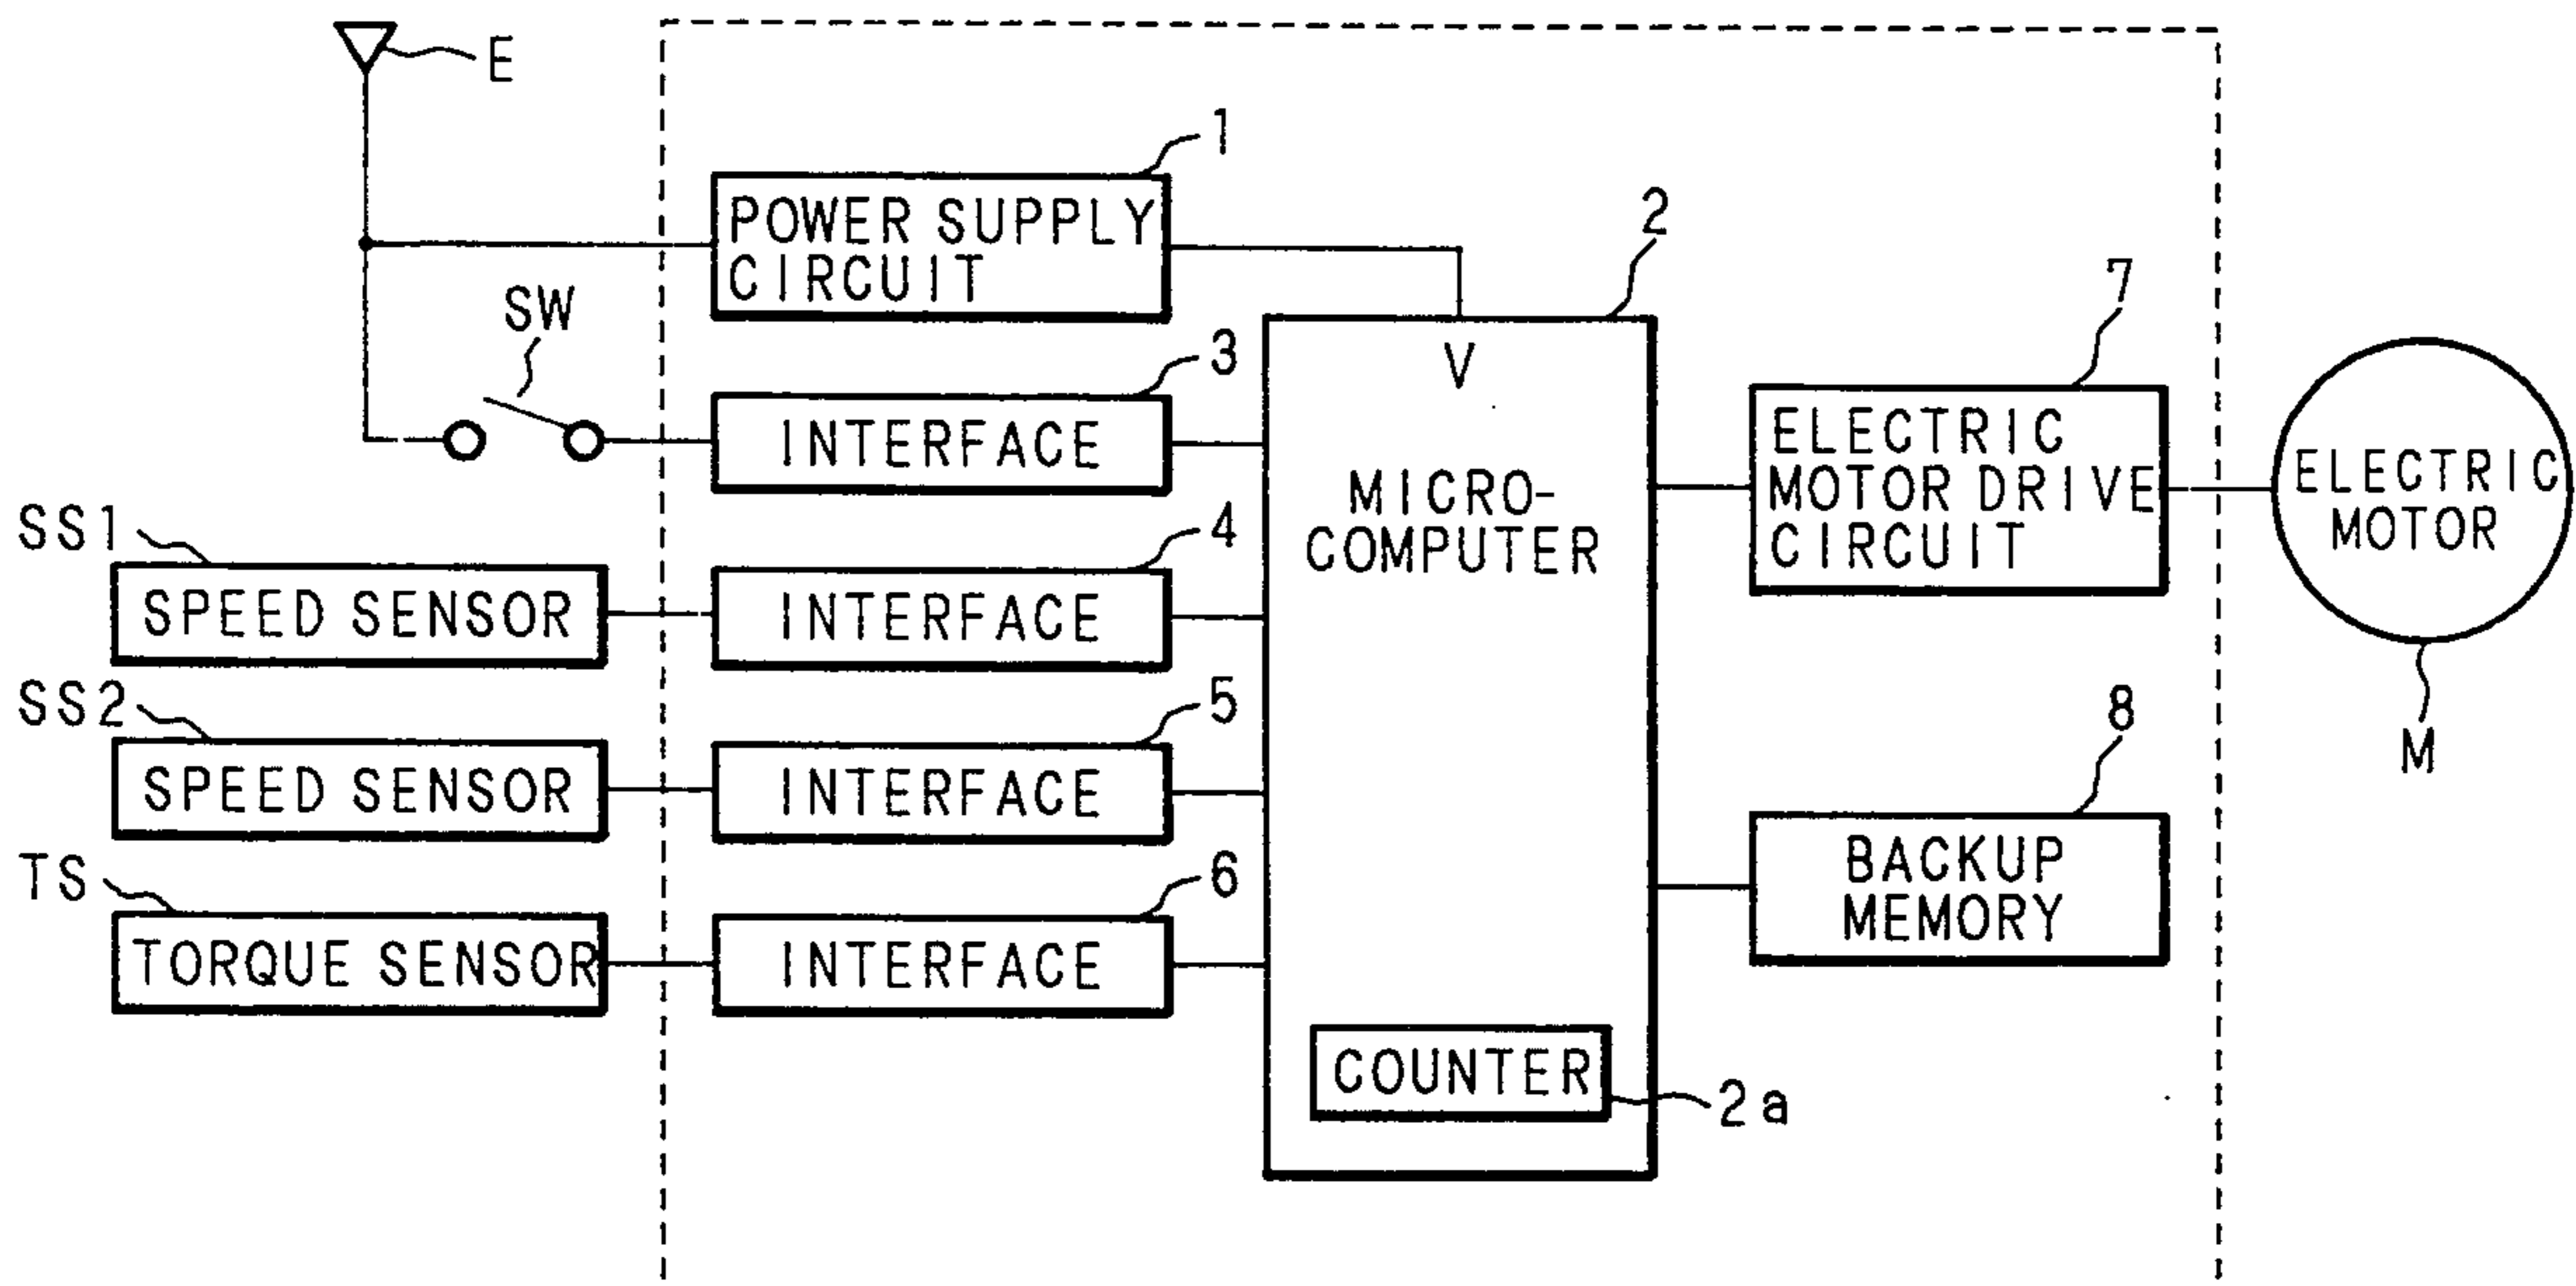 E
1
POWER SUPPLY
CIRCUIT
2
SW
3
V
7
INTERFACE
ELECTRIC
MOTOR DRIVE
CIRCUIT
ELECTRIC
MOTOR
MICRO-
COMPUTER
SS1
4
SPEED SENSOR
INTERFACE
SS2
5
8
M
SPEED SENSOR
INTERFACE
BACKUP
MEMORY
TS
6
TORQUE SENSOR
INTERFACE
COUNTER
2a